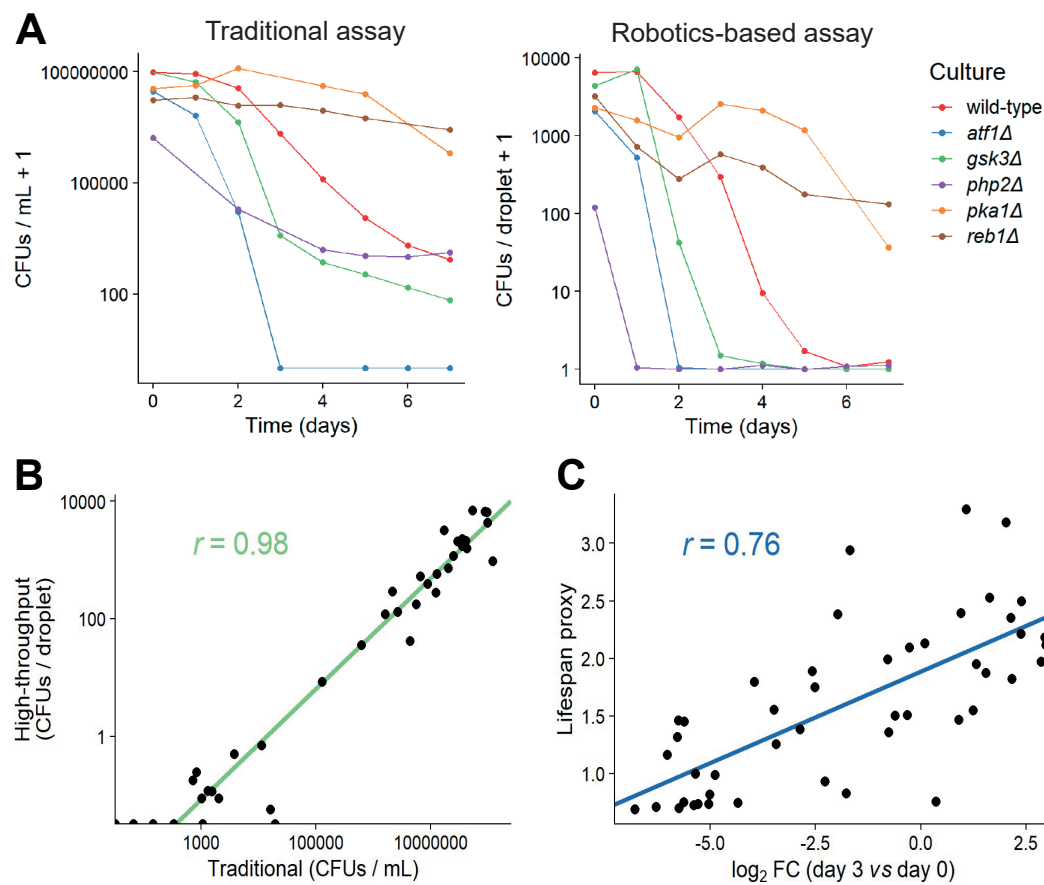 A
Traditional assay
CFUs / mL + 1
100000000
100000
100
0
2
4
6
Time (days)
Robotics-based assay
CFUs / droplet + 1
10000
1000
100
10
1
0
2
4
6
Time (days)
Culture
wild-type
atf1Δ
gsk3Δ
php2Δ
pka1Δ
reb1Δ
B
High-throughput
(CFUs / droplet)
10000
100
1
r = 0.98
1000
100000
10000000
Traditional (CFUs / mL)
C
Lifespan proxy
3.0
2.5
2.0
1.5
1.0
r = 0.76
-5.0
-2.5
0.0
2.5
log₂ FC (day 3 vs day 0)